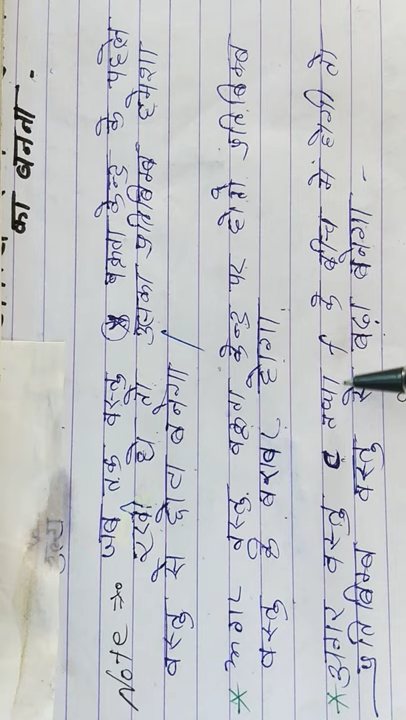 का बनना -
Note → जब तक वस्तु वक्रता केन्द्र के पहले
रखी है तो उसका प्रतिबिम्ब हमेशा
वस्तु से छोटा बनेगा
* अगर वस्तु वक्रता केन्द्र पर हो तो प्रतिबिम्ब
वस्तु के बराबर होगा
* अगर वस्तु C तथा f के बीच में होगी तो
प्रतिबिम्ब वस्तु से बड़ा बनेगा -